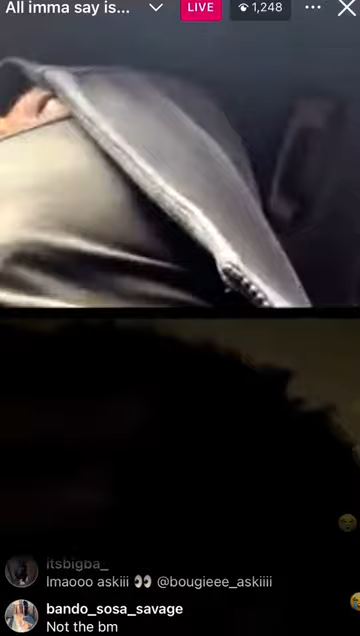 All imma say is...
LIVE
1,248
itsbigba_
lmaooo askiii 👀 @bougieee_askiiii
bando_sosa_savage
Not the bm